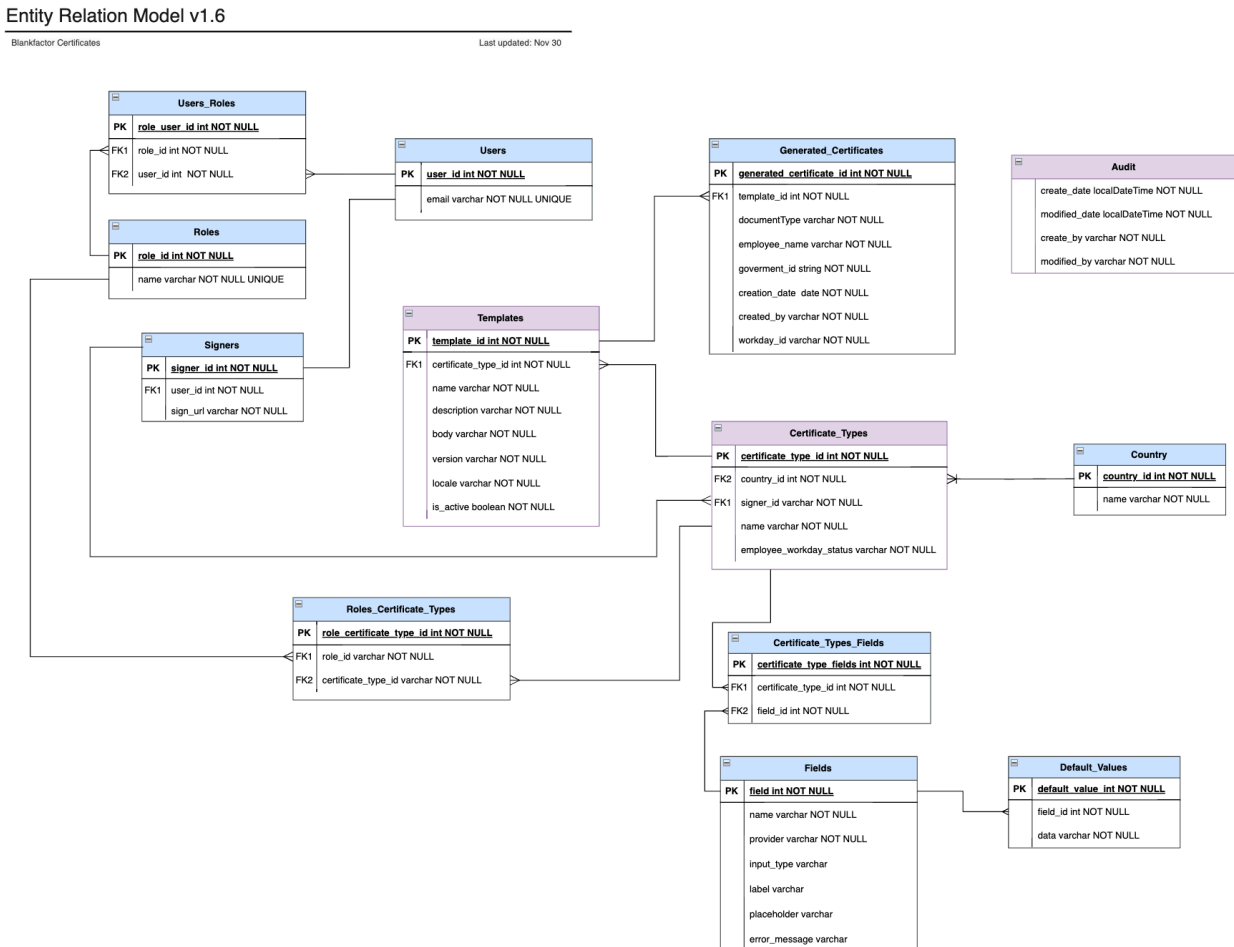 Entity Relation Model v1.6
Blankfactor Certificates
Last updated: Nov 30
Users_Roles
PK role_user_id int NOT NULL
FK1 role_id int NOT NULL
FK2 user_id int NOT NULL
Users
PK user_id int NOT NULL
email varchar NOT NULL UNIQUE
Generated_Certificates
PK generated_certificate_id int NOT NULL
FK1 template_id int NOT NULL
documentType varchar NOT NULL
employee_name varchar NOT NULL
goverment_id string NOT NULL
creation_date date NOT NULL
created_by varchar NOT NULL
workday_id varchar NOT NULL
Audit
create_date localDateTime NOT NULL
modified_date localDateTime NOT NULL
create_by varchar NOT NULL
modified_by varchar NOT NULL
Roles
PK role_id int NOT NULL
name varchar NOT NULL UNIQUE
Signers
PK signer_id int NOT NULL
FK1 user_id int NOT NULL
sign_url varchar NOT NULL
Templates
PK template_id int NOT NULL
FK1 certificate_type_id int NOT NULL
name varchar NOT NULL
description varchar NOT NULL
body varchar NOT NULL
version varchar NOT NULL
locale varchar NOT NULL
is_active boolean NOT NULL
Certificate_Types
PK certificate_type_id int NOT NULL
FK2 country_id int NOT NULL
FK1 signer_id varchar NOT NULL
name varchar NOT NULL
employee_workday_status varchar NOT NULL
Country
PK country_id int NOT NULL
name varchar NOT NULL
Roles_Certificate_Types
PK role_certificate_type_id int NOT NULL
FK1 role_id varchar NOT NULL
FK2 certificate_type_id varchar NOT NULL
Certificate_Types_Fields
PK certificate_type_fields int NOT NULL
FK1 certificate_type_id int NOT NULL
FK2 field_id int NOT NULL
Fields
PK field int NOT NULL
name varchar NOT NULL
provider varchar NOT NULL
input_type varchar
label varchar
placeholder varchar
error_message varchar
Default_Values
PK default_value_int NOT NULL
field_id int NOT NULL
data varchar NOT NULL